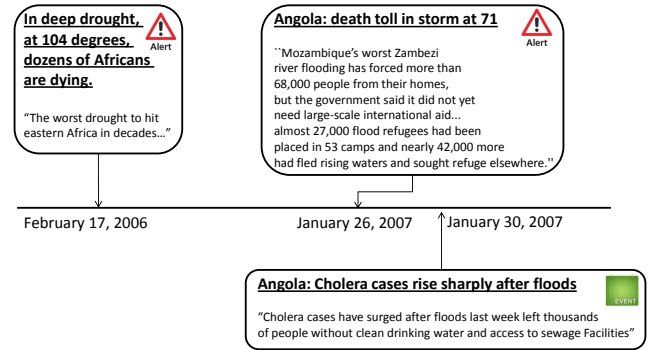 In deep drought,
at 104 degrees,
dozens of Africans
are dying.
Alert
“The worst drought to hit
eastern Africa in decades…”
Angola: death toll in storm at 71
Alert
``Mozambique’s worst Zambezi
river flooding has forced more than
68,000 people from their homes,
but the government said it did not yet
need large-scale international aid...
almost 27,000 flood refugees had been
placed in 53 camps and nearly 42,000 more
had fled rising waters and sought refuge elsewhere.''
February 17, 2006
January 26, 2007
January 30, 2007
Angola: Cholera cases rise sharply after floods
EVENT
“Cholera cases have surged after floods last week left thousands
of people without clean drinking water and access to sewage Facilities”